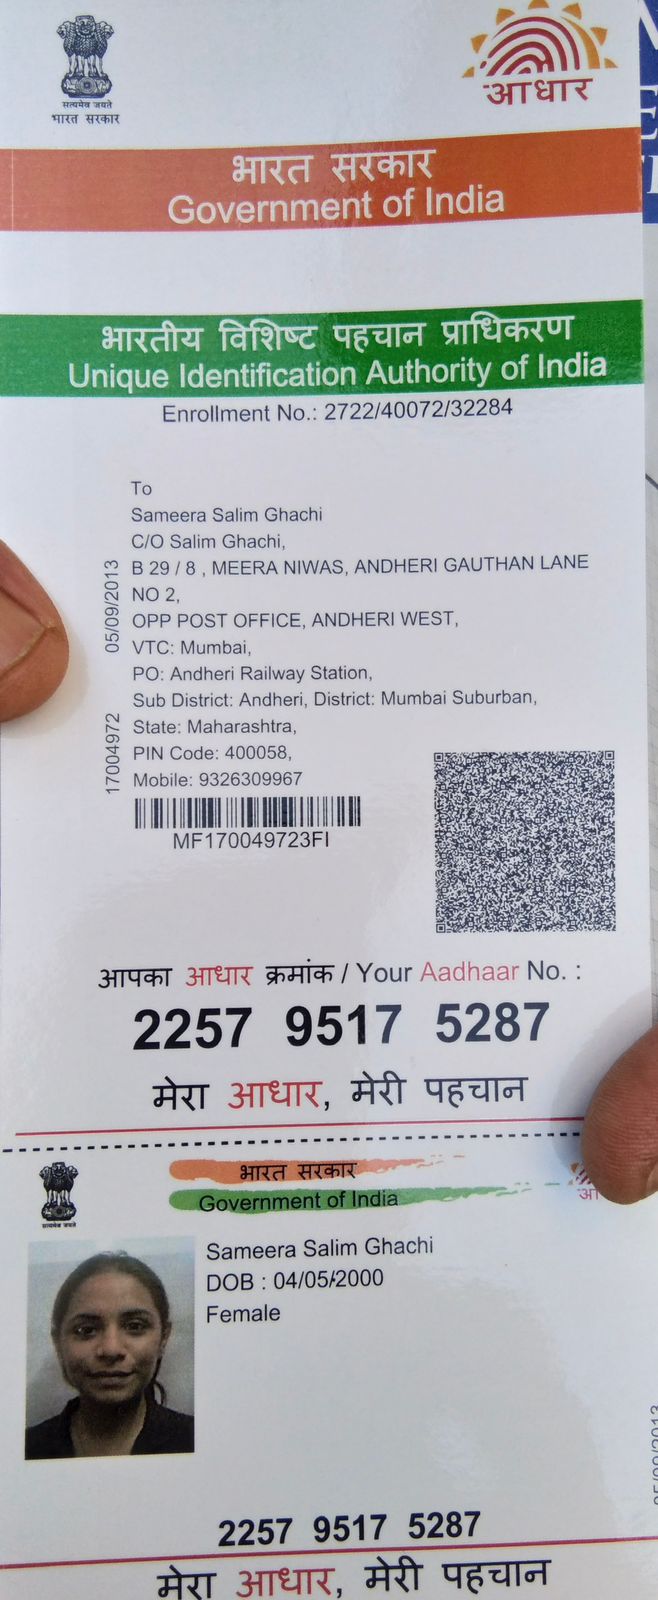 सत्यमेव जयते
भारत सरकार
आधार
भारत सरकार
Government of India
भारतीय विशिष्ट पहचान प्राधिकरण
Unique Identification Authority of India
Enrollment No.: 2722/40072/32284
To
Sameera Salim Ghachi
C/O Salim Ghachi,
B 29 / 8 , MEERA NIWAS, ANDHERI GAUTHAN LANE
NO 2,
OPP POST OFFICE, ANDHERI WEST,
VTC: Mumbai,
PO: Andheri Railway Station,
Sub District: Andheri, District: Mumbai Suburban,
State: Maharashtra,
PIN Code: 400058,
Mobile: 9326309967
05/09/2013
17004972
MF170049723FI
आपका आधार क्रमांक / Your Aadhaar No. :
2257 9517 5287
मेरा आधार, मेरी पहचान
सत्यमेव जयते
भारत सरकार
Government of India
Sameera Salim Ghachi
DOB : 04/05/2000
Female
2257 9517 5287
मेरा आधार, मेरी पहचान